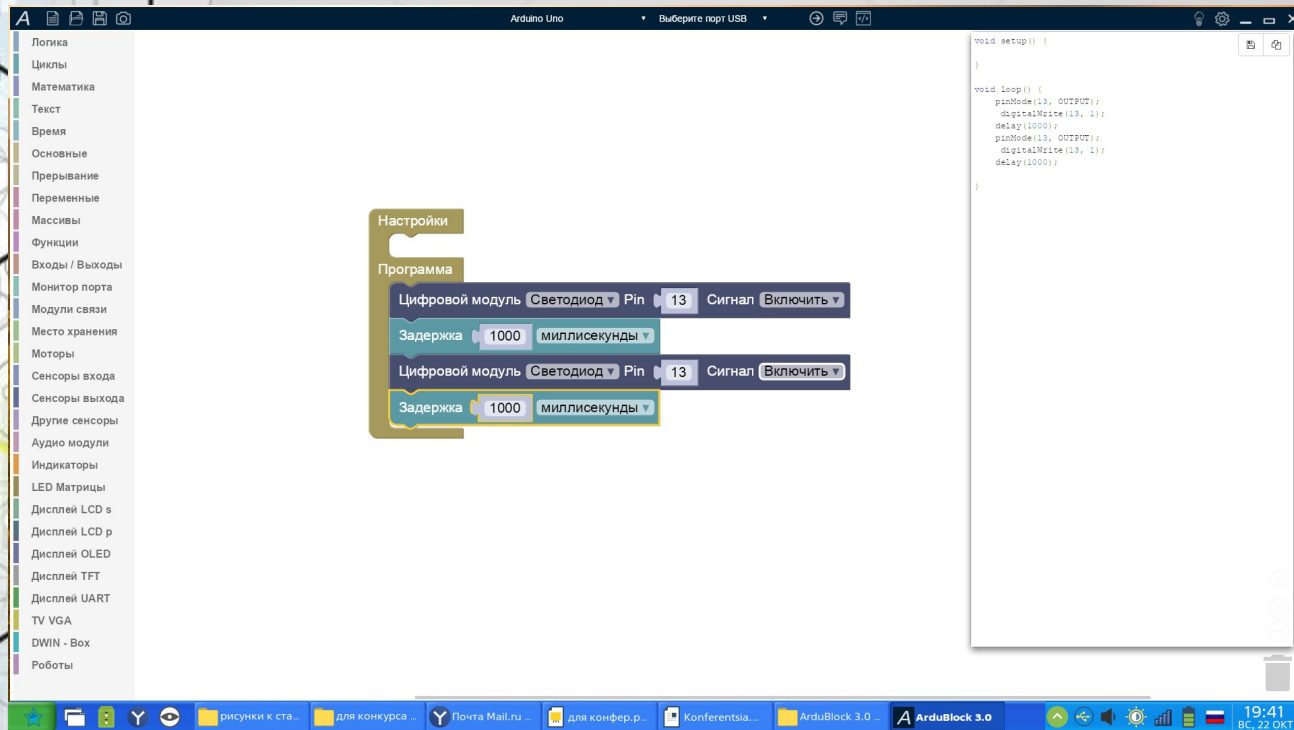 Arduino Uno
Выберите порт USB
Логика
Циклы
Математика
Текст
Время
Основные
Прерывание
Переменные
Массивы
Функции
Входы / Выходы
Монитор порта
Модули связи
Место хранения
Моторы
Сенсоры входа
Сенсоры выхода
Другие сенсоры
Аудио модули
Индикаторы
LED Матрицы
Дисплей LCD s
Дисплей LCD p
Дисплей OLED
Дисплей TFT
Дисплей UART
TV VGA
DWIN - Box
Роботы
Настройки
Программа
Цифровой модуль Светодиод Pin 13 Сигнал Включить
Задержка 1000 миллисекунды
Цифровой модуль Светодиод Pin 13 Сигнал Включить
Задержка 1000 миллисекунды
void setup() {
}
void loop() {
pinMode(13, OUTPUT);
digitalWrite(13, 1);
delay(1000);
pinMode(13, OUTPUT);
digitalWrite(13, 1);
delay(1000);
}
рисунки к ста...
для конкурса ...
Почта Mail.ru ...
для конфер.p...
Konferentsia....
ArduBlock 3.0 ...
ArduBlock 3.0
19:41
ВС, 22 ОКТ